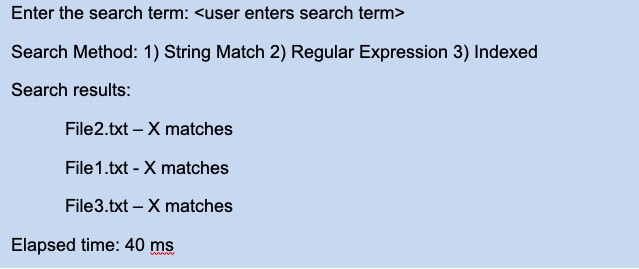 Enter the search term: <user enters search term>
Search Method: 1) String Match 2) Regular Expression 3) Indexed
Search results:
File2.txt – X matches
File1.txt - X matches
File3.txt – X matches
Elapsed time: 40 ms